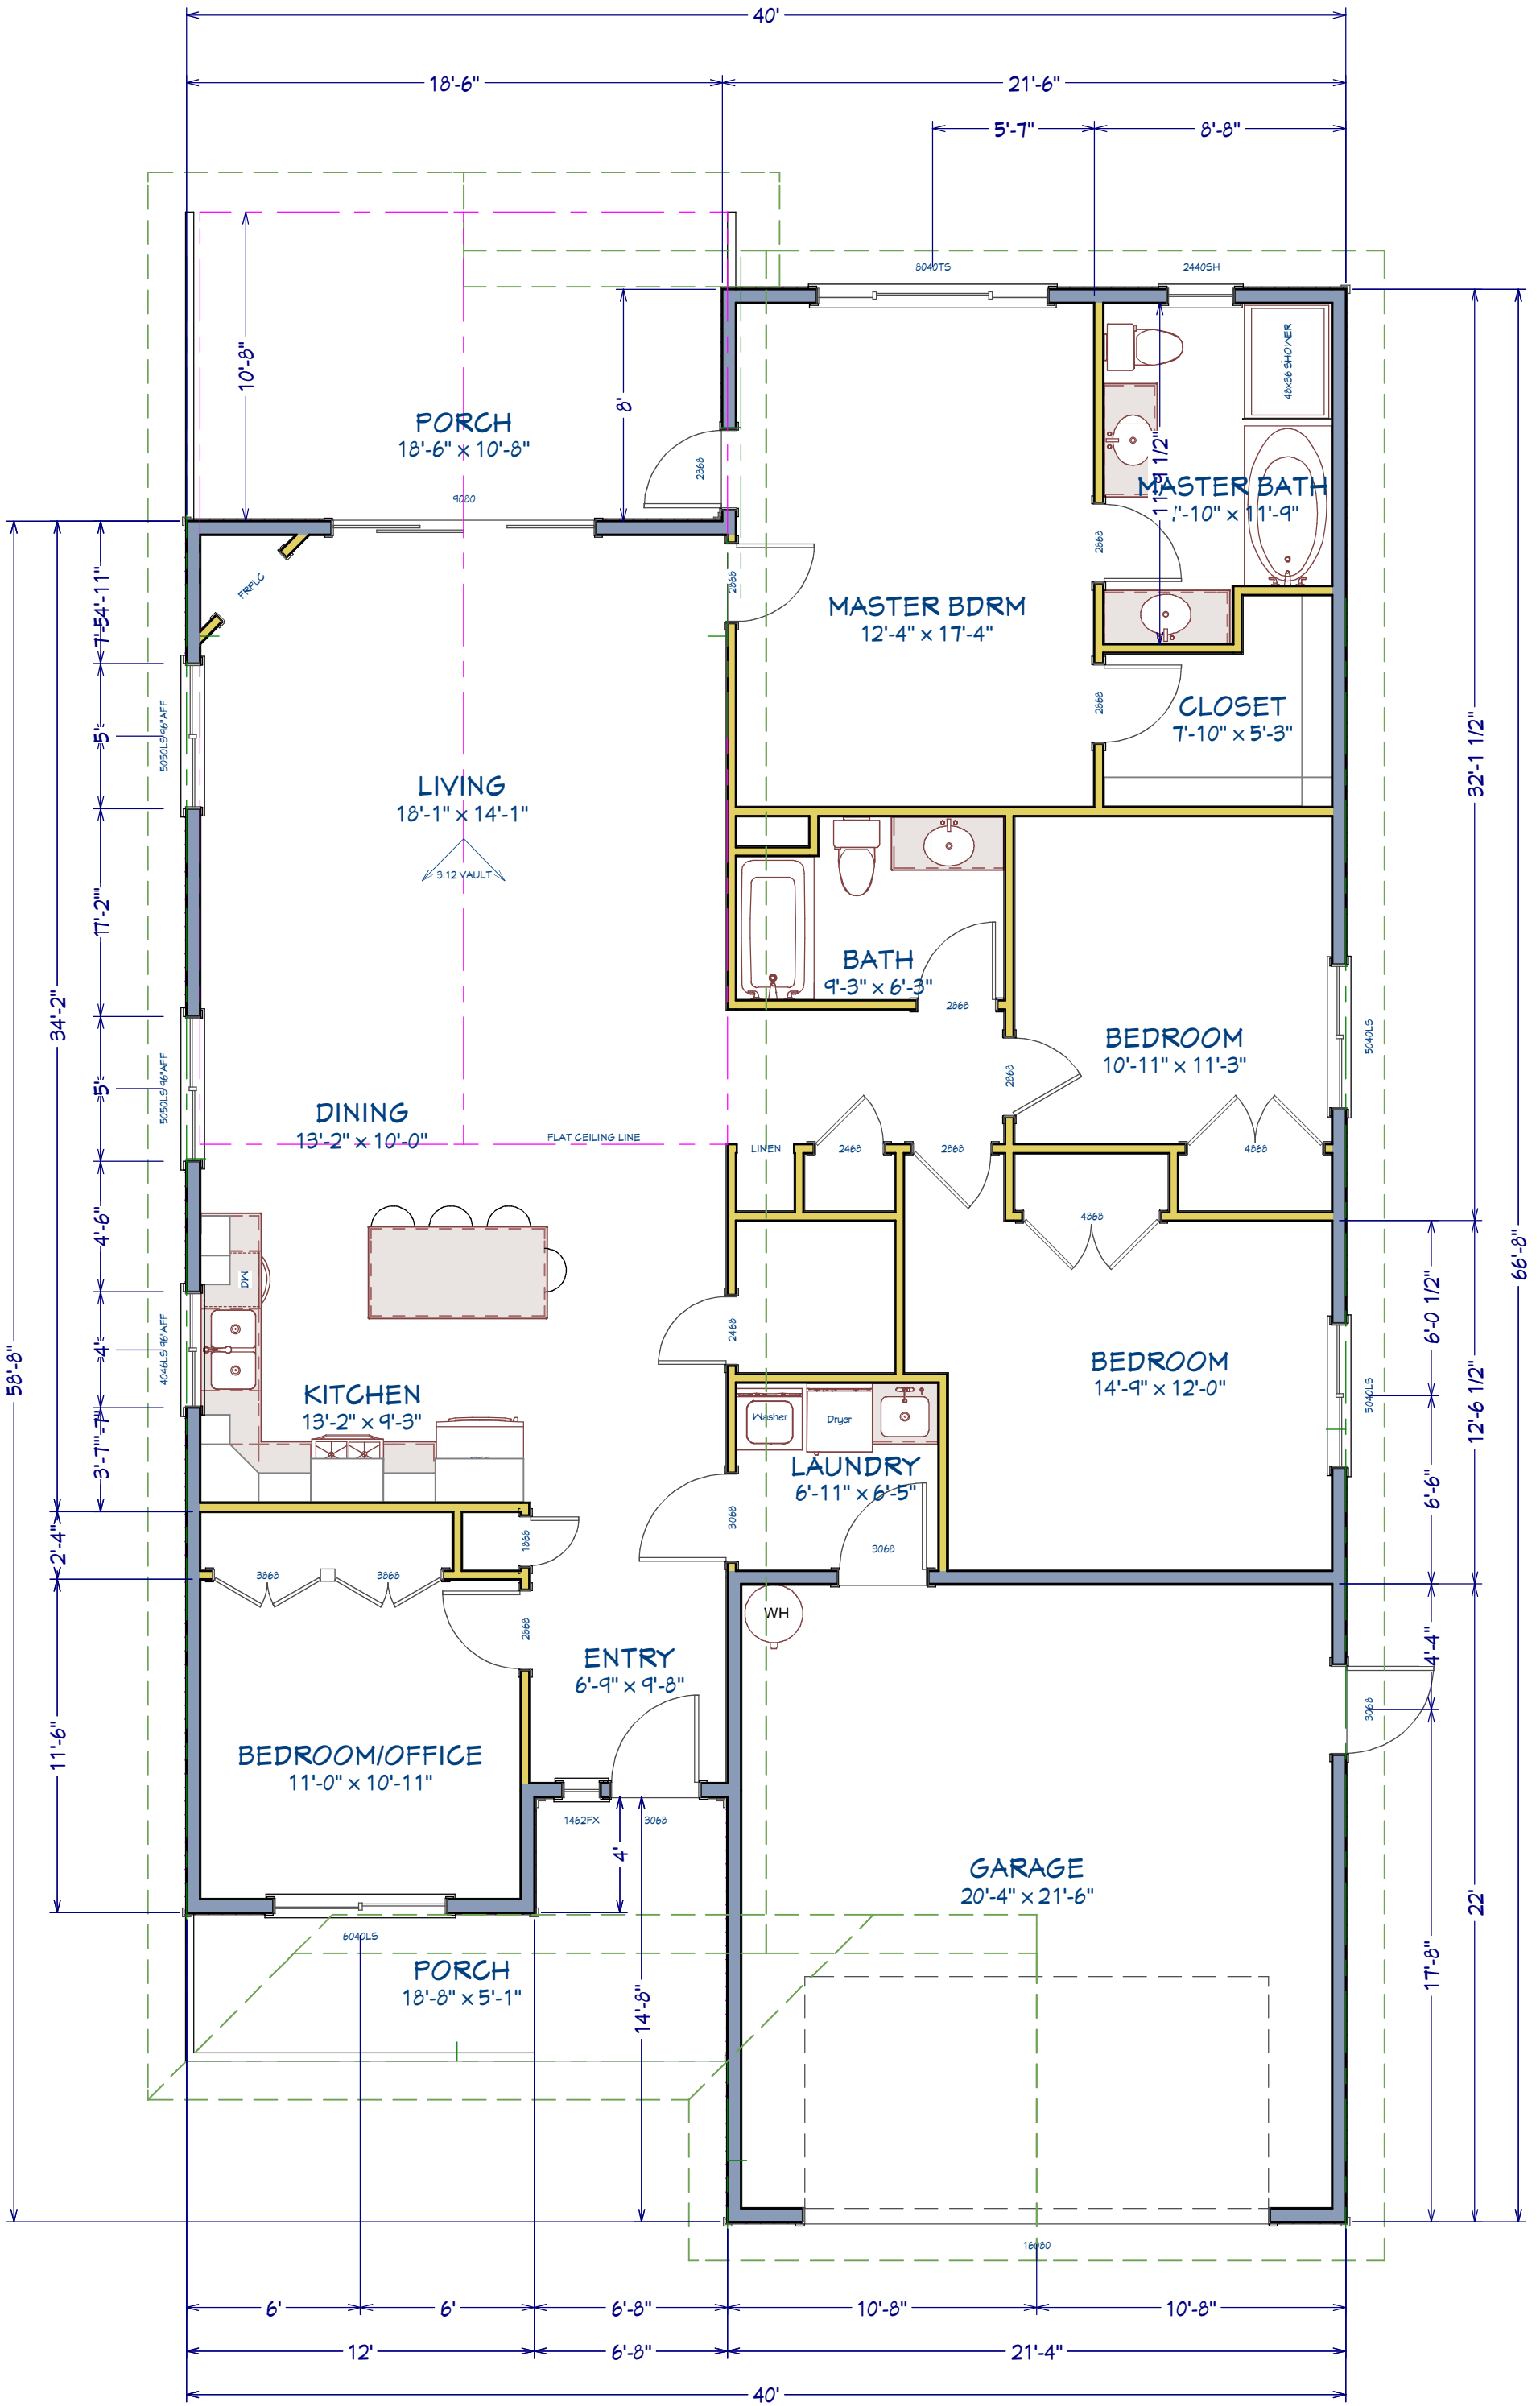 40'
18'-6"
21'-6"
5'-7"
8'-8"
8040TS
2440SH
10'-8"
8'
48x36 SHOWER
PORCH
18'-6" x 10'-8"
2868
9080
MASTER BATH
11'-9"
2868
FRPLC
2868
MASTER BDRM
12'-4" x 17'-4"
5'
5050LS 96"AFF
2868
CLOSET
7'-10" x 5'-3"
32'-1 1/2"
LIVING
18'-1" x 14'-1"
3:12 VAULT
BATH
9'-3" x 6'-3"
2868
34'-2"
5'
5050LS 96"AFF
2868
BEDROOM
10'-11" x 11'-3"
5040LS
DINING
13'-2" x 10'-0"
FLAT CEILING LINE
LINEN
2468
2868
4868
4'-6"
4868
DW
66'-8"
6'-0 1/2"
4'
4046LS 96"AFF
2468
58'-8"
KITCHEN
13'-2" x 9'-3"
BEDROOM
14'-9" x 12'-0"
5040LS
12'-6 1/2"
Washer
Dryer
LAUNDRY
6'-11" x 6'-5"
6'-6"
3068
3068
1868
2'-4"
3868
3868
WH
2868
4'-4"
ENTRY
6'-9" x 9'-8"
3068
11'-6"
BEDROOM/OFFICE
11'-0" x 10'-11"
1462FX
3068
4'
GARAGE
20'-4" x 21'-6"
22'
6040LS
PORCH
18'-8" x 5'-1"
14'-8"
17'-8"
16080
6'
6'
6'-8"
10'-8"
10'-8"
12'
6'-8"
21'-4"
40'